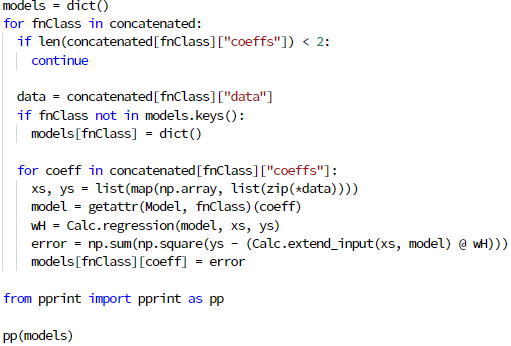 models = dict()
for fnClass in concatenated:
  if len(concatenated[fnClass]["coeffs"]) < 2:
    continue

  data = concatenated[fnClass]["data"]
  if fnClass not in models.keys():
    models[fnClass] = dict()

  for coeff in concatenated[fnClass]["coeffs"]:
    xs, ys = list(map(np.array, list(zip(*data))))
    model = getattr(Model, fnClass)(coeff)
    wH = Calc.regression(model, xs, ys)
    error = np.sum(np.square(ys - (Calc.extend_input(xs, model) @ wH)))
    models[fnClass][coeff] = error

from pprint import pprint as pp

pp(models)